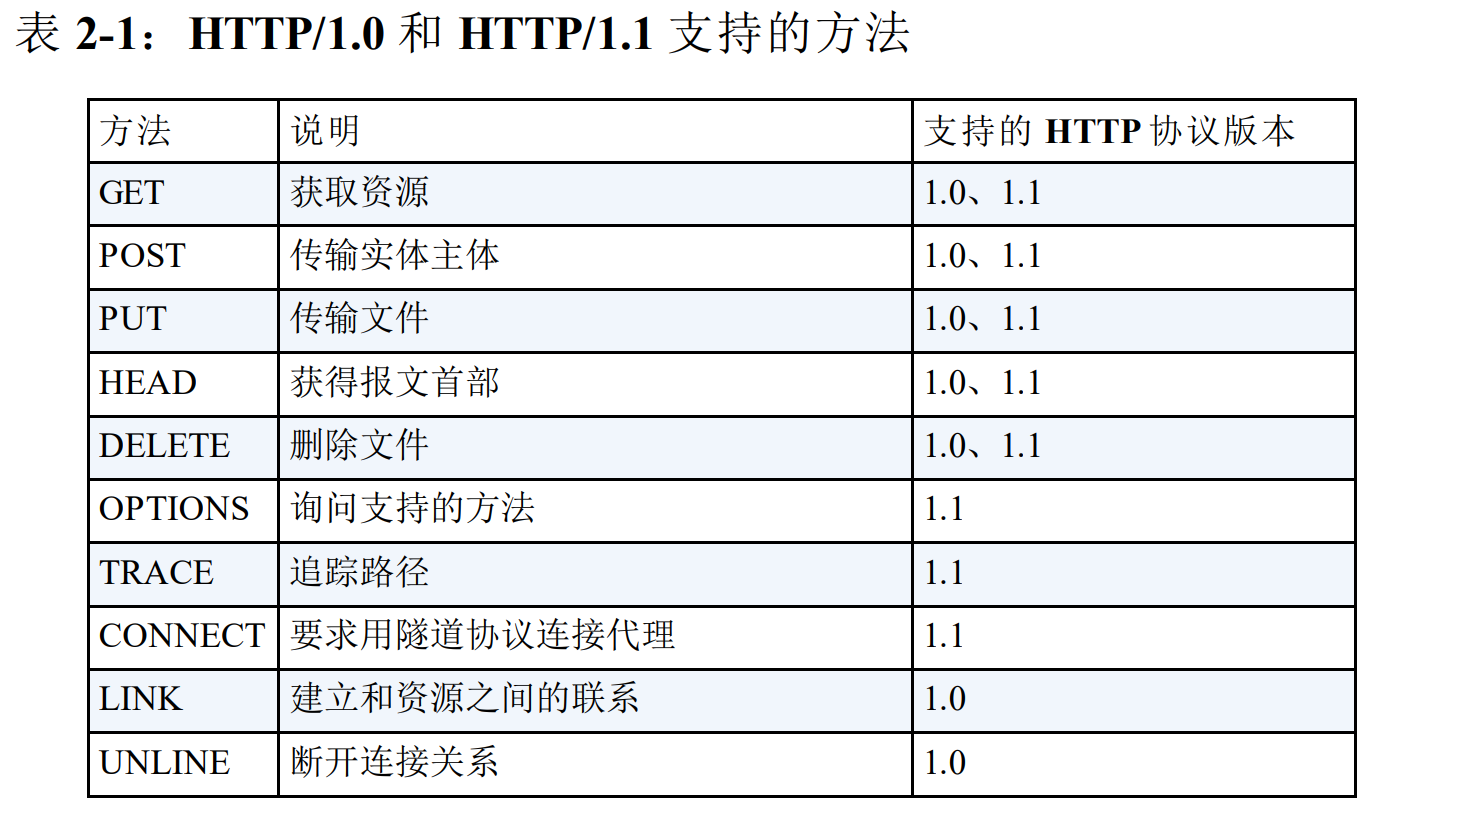 表 2-1： HTTP/1.0 和 HTTP/1.1 支持的方法
方法 说明 支持的 HTTP 协议版本
GET 获取资源 1.0、1.1
POST 传输实体主体 1.0、1.1
PUT 传输文件 1.0、1.1
HEAD 获得报文首部 1.0、1.1
DELETE 删除文件 1.0、1.1
OPTIONS 询问支持的方法 1.1
TRACE 追踪路径 1.1
CONNECT 要求用隧道协议连接代理 1.1
LINK 建立和资源之间的联系 1.0
UNLINE 断开连接关系 1.0